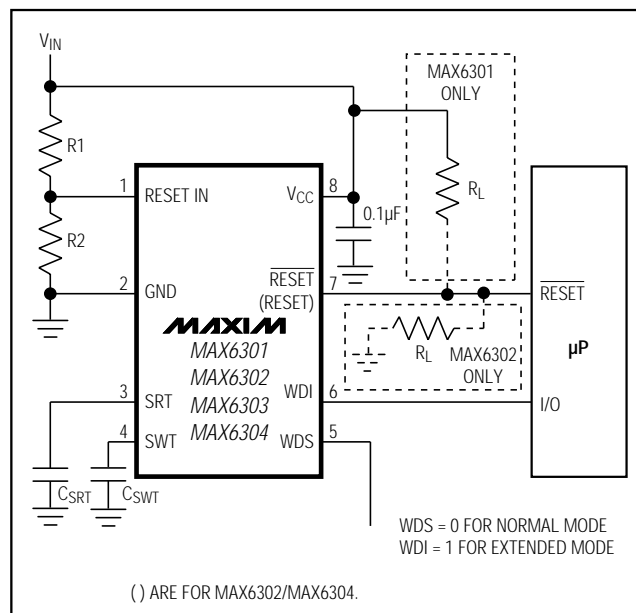 VIN
MAX6301
ONLY
R1
RL
1
RESET IN
VCC
8
0.1µF
R2
2
GND
RESET
(RESET)
7
RESET
MAXIM
MAX6301
MAX6302
MAX6303
MAX6304
RL
MAX6302
ONLY
µP
3
SRT
WDI
6
I/O
4
SWT
WDS
5
CSRT
CSWT
WDS = 0 FOR NORMAL MODE
WDI = 1 FOR EXTENDED MODE
( ) ARE FOR MAX6302/MAX6304.